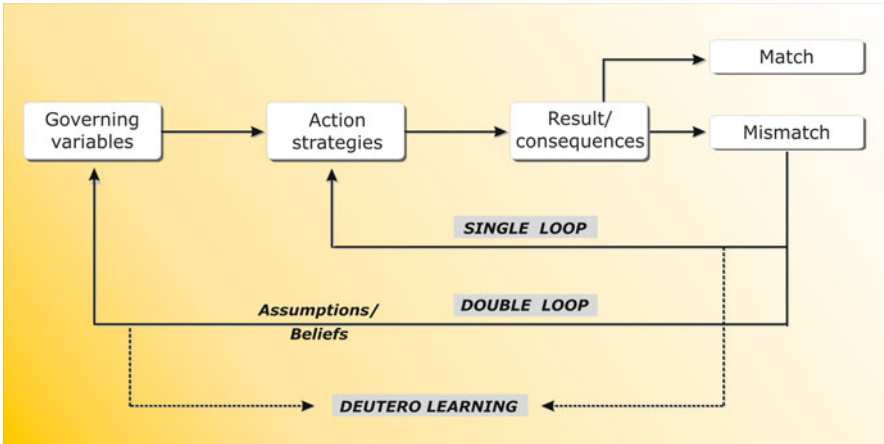 Governing
variables
Action
strategies
Result/
consequences
Match
Mismatch
SINGLE LOOP
Assumptions/
Beliefs
DOUBLE LOOP
DEUTERO LEARNING